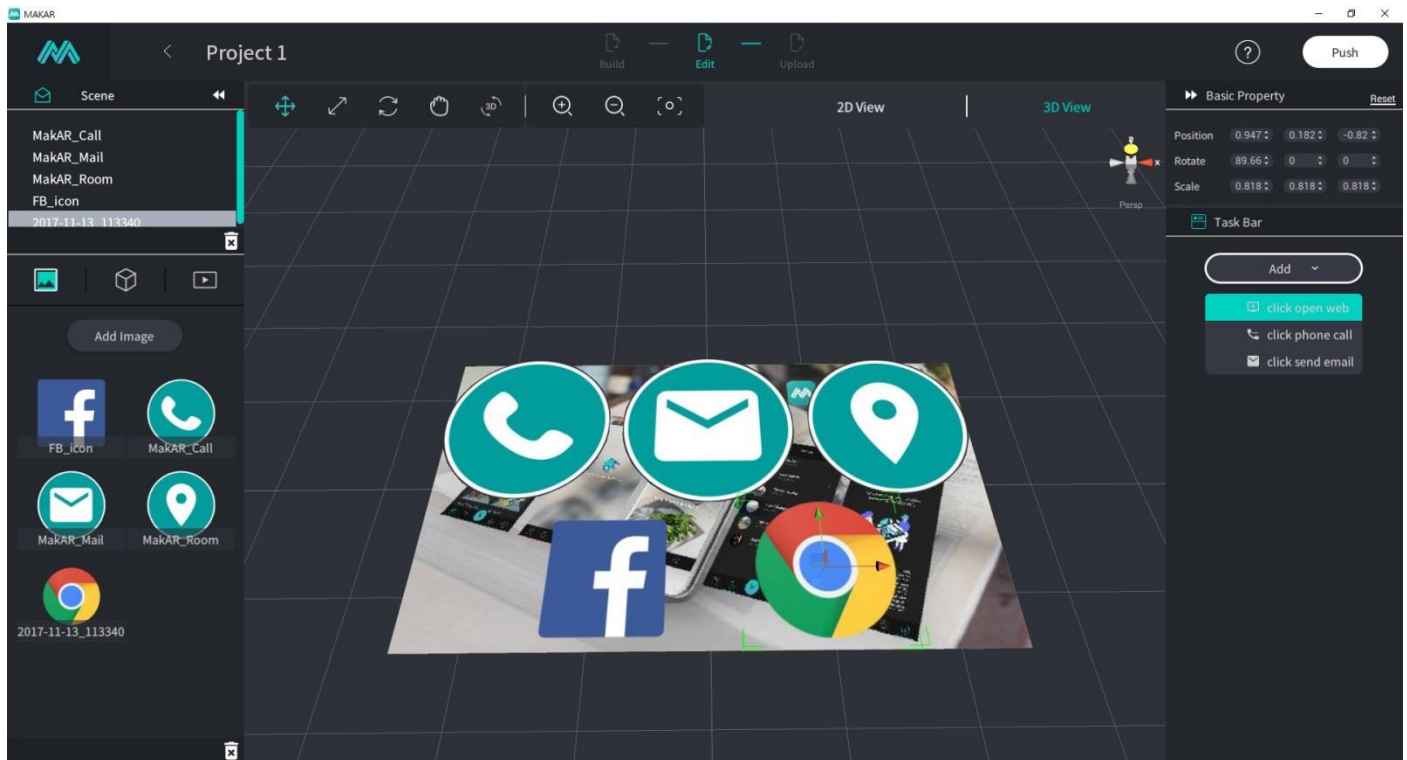 MAKAR
Project 1
Build
Edit
Upload
?
Push
Scene
MakAR_Call
MakAR_Mail
MakAR_Room
FB_icon
2017-11-13_113340
Add Image
FB_icon
MakAR_Call
MakAR_Mail
MakAR_Room
2017-11-13_113340
3D
2D View
3D View
x
Persp
Basic Property
Reset
Position 0.947 0.182 -0.82
Rotate 89.66 0 0
Scale 0.818 0.818 0.818
Task Bar
Add
click open web
click phone call
click send email